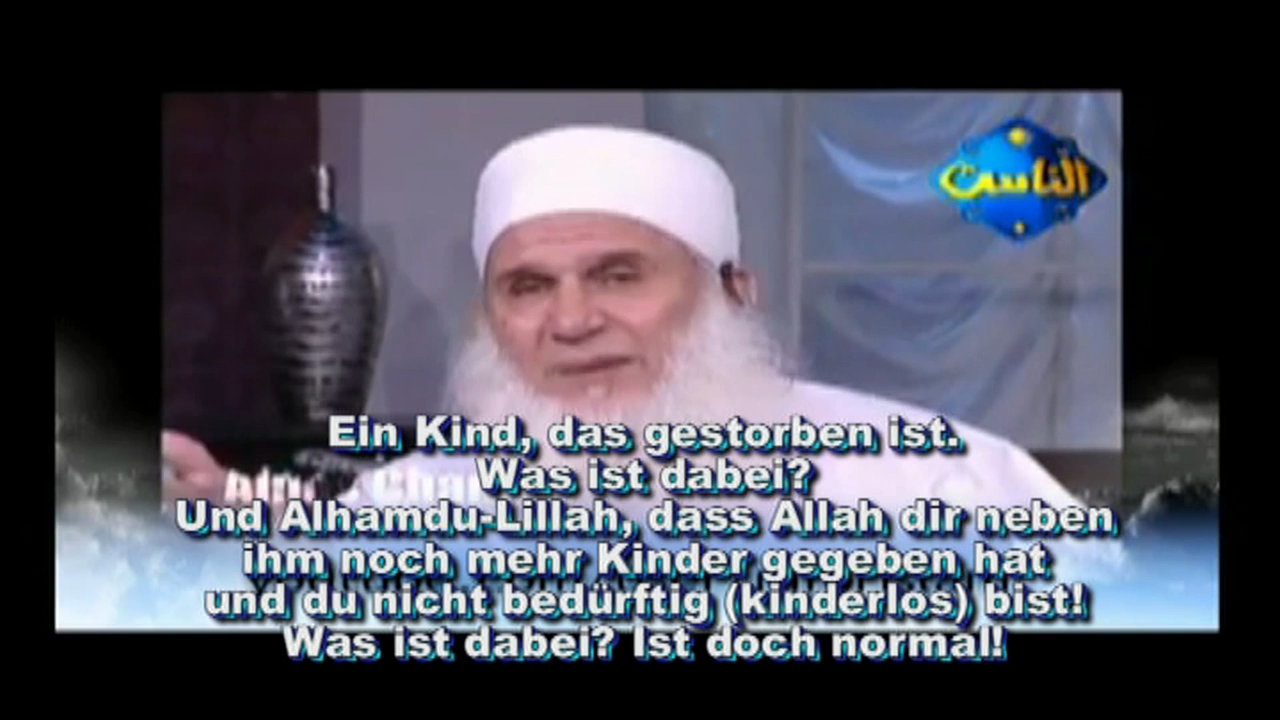 الناس
Ein Kind, das gestorben ist.
Was ist dabei?
Und Alhamdu-Lillah, dass Allah dir neben
ihm noch mehr Kinder gegeben hat
und du nicht bedürftig (kinderlos) bist!
Was ist dabei? Ist doch normal!